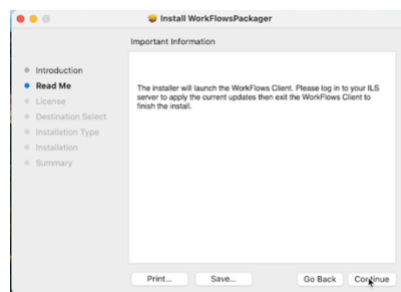 Install WorkFlowsPackager
Important Information
Introduction
Read Me
License
Destination Select
Installation Type
Installation
Summary
The installer will launch the WorkFlows Client. Please log in to your ILS
server to apply the current updates then exit the WorkFlows Client to
finish the install.
Print...
Save...
Go Back
Continue